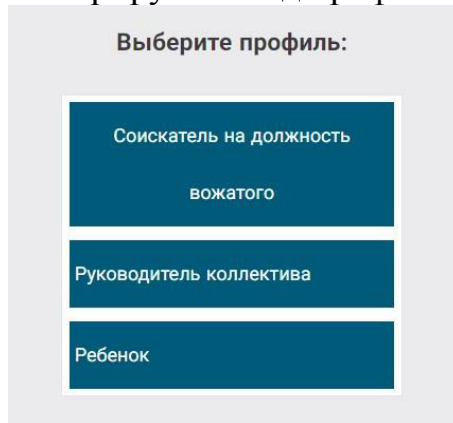 Выберите профиль:
Соискатель на должность
вожатого
Руководитель коллектива
Ребенок